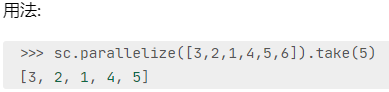 用法:
>>> sc.parallelize([3,2,1,4,5,6]).take(5)
[3, 2, 1, 4, 5]